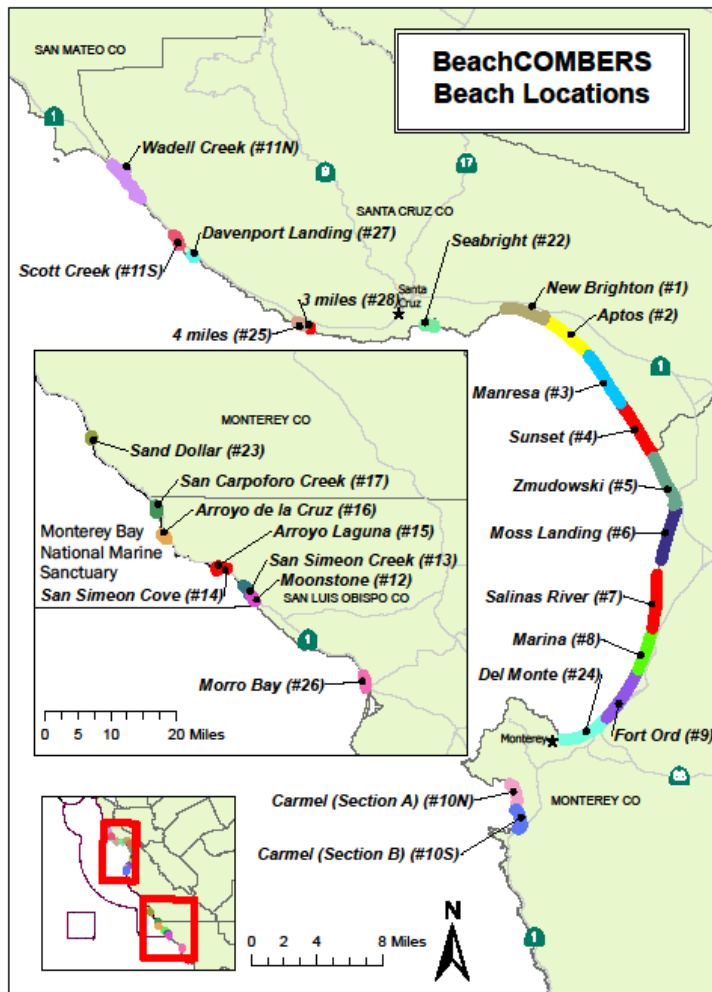 BeachCOMBERS
Beach Locations
SAN MATEO CO
1
Wadell Creek (#11N)
9
17
SANTA CRUZ CO
Davenport Landing (#27)
Seabright (#22)
Scott Creek (#11S)
3 miles (#28)
Santa
Cruz
4 miles (#25)
New Brighton (#1)
Aptos (#2)
1
Manresa (#3)
Sunset (#4)
Zmudowski (#5)
Moss Landing (#6)
Salinas River (#7)
Marina (#8)
Del Monte (#24)
Monterey
Fort Ord (#9)
MONTEREY CO
Sand Dollar (#23)
San Carpoforo Creek (#17)
Arroyo de la Cruz (#16)
Arroyo Laguna (#15)
Monterey Bay
National Marine
Sanctuary
San Simeon Creek (#13)
Moonstone (#12)
San Simeon Cove (#14)
SAN LUIS OBISPO CO
1
Morro Bay (#26)
0 5 10 20 Miles
Carmel (Section A) (#10N)
MONTEREY CO
Carmel (Section B) (#10S)
N
0 2 4 8 Miles
1